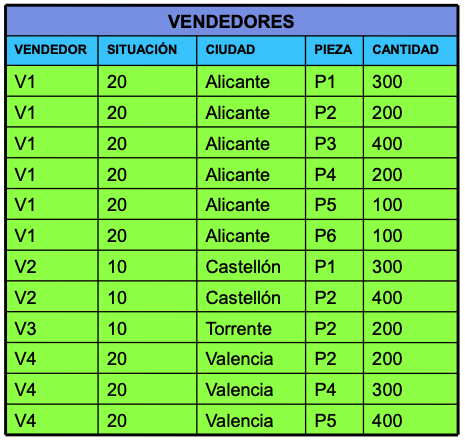 VENDEDORES
VENDEDOR SITUACIÓN CIUDAD PIEZA CANTIDAD
V1 20 Alicante P1 300
V1 20 Alicante P2 200
V1 20 Alicante P3 400
V1 20 Alicante P4 200
V1 20 Alicante P5 100
V1 20 Alicante P6 100
V2 10 Castellón P1 300
V2 10 Castellón P2 400
V3 10 Torrente P2 200
V4 20 Valencia P2 200
V4 20 Valencia P4 300
V4 20 Valencia P5 400